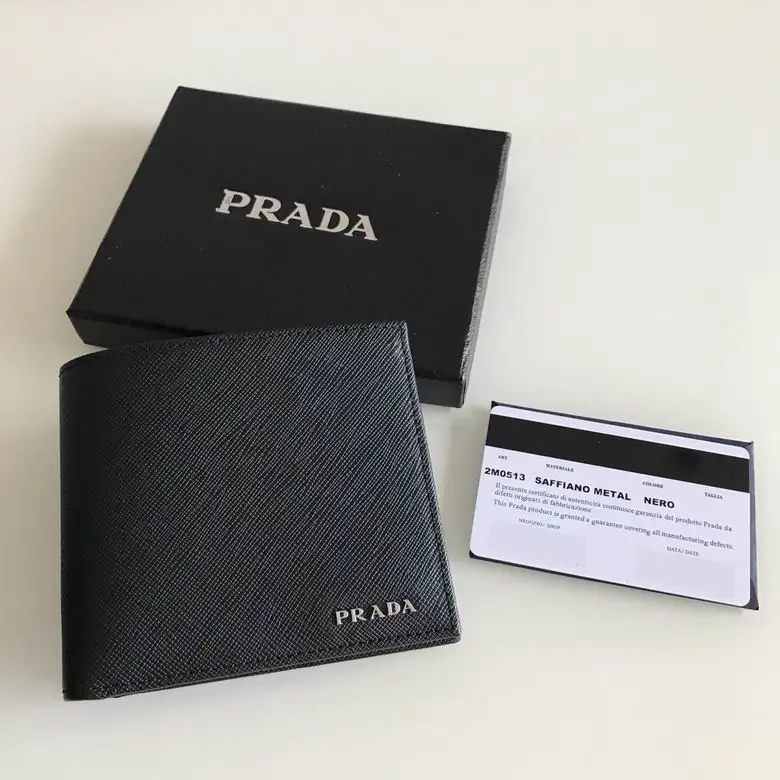 PRADA
PRADA
ART MATERIALE COLORE TAGLIA
2M0513 SAFFIANO METAL NERO
Il presente certificato di autenticita costituisce garanzia del prodotto Prada da
difetti originari di fabbricazione.
This Prada product is granted a guarantee covering all manufacturing defects.
NEGOZIO / SHOP
DATA / DATE